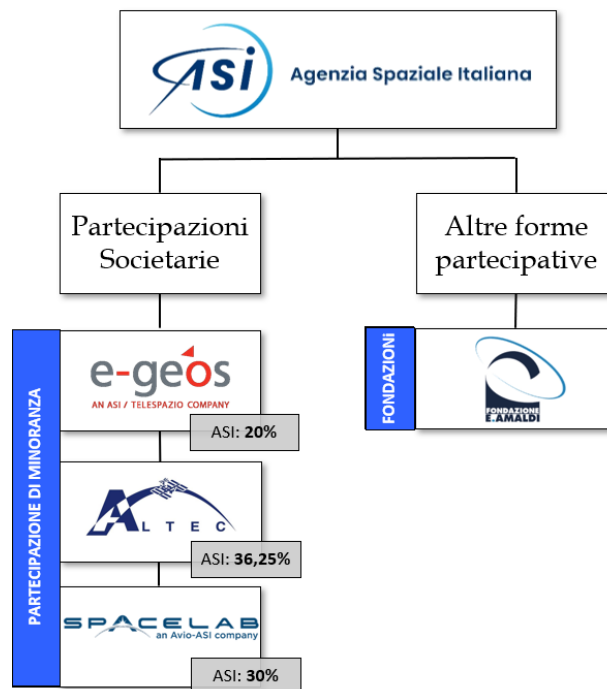 ASI Agenzia Spaziale Italiana
Partecipazioni
Societarie
Altre forme
partecipative
PARTECIPAZIONE DI MINORANZA
e-geos
AN ASI / TELESPAZIO COMPANY
ASI: 20%
ALTEC
ASI: 36,25%
SPACELAB
an Avio-ASI company
ASI: 30%
FONDAZIONi
FONDAZIONE
E.AMALDI